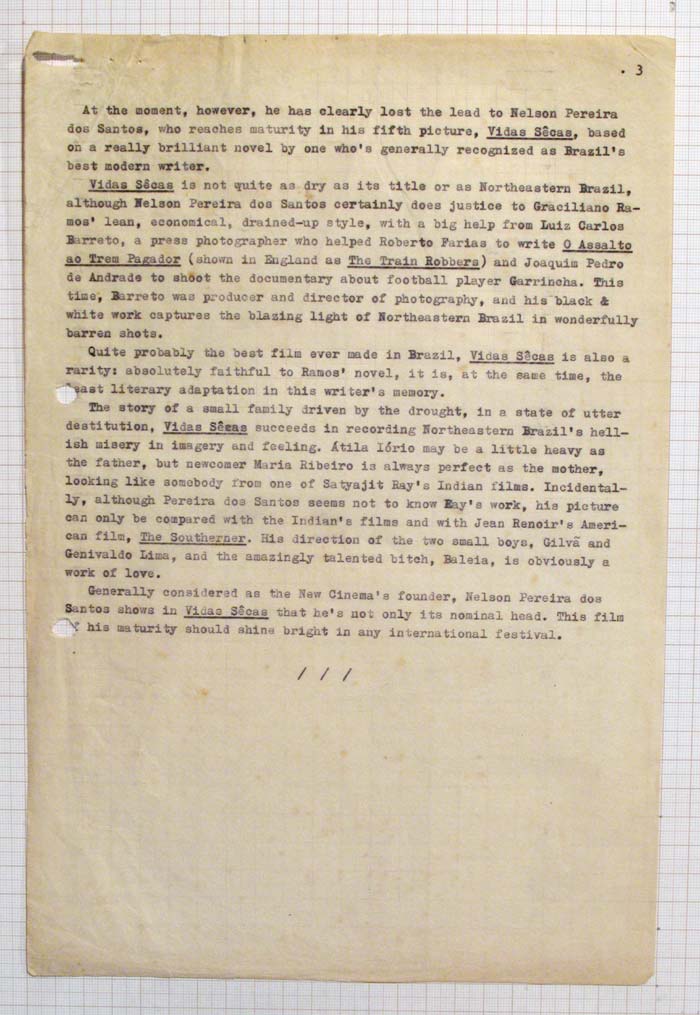 . 3
At the moment, however, he has clearly lost the lead to Nelson Pereira
dos Santos, who reaches maturity in his fifth picture, Vidas Sêcas, based
on a really brilliant novel by one who's generally recognized as Brazil's
best modern writer.
Vidas Sêcas is not quite as dry as its title or as Northeastern Brazil,
although Nelson Pereira dos Santos certainly does justice to Graciliano Ra-
mos' lean, economical, drained-up style, with a big help from Luiz Carlos
Barreto, a press photographer who helped Roberto Farias to write O Assalto
ao Trem Pagador (shown in England as The Train Robbers) and Joaquim Pedro
de Andrade to shoot the documentary about football player Garrincha. This
time, Barreto was producer and director of photography, and his black &
white work captures the blazing light of Northeastern Brazil in wonderfully
barren shots.
Quite probably the best film ever made in Brazil, Vidas Sêcas is also a
rarity: absolutely faithful to Ramos' novel, it is, at the same time, the
least literary adaptation in this writer's memory.
The story of a small family driven by the drought, in a state of utter
destitution, Vidas Sêcas succeeds in recording Northeastern Brazil's hell-
ish misery in imagery and feeling. Átila Iório may be a little heavy as
the father, but newcomer Maria Ribeiro is always perfect as the mother,
looking like somebody from one of Satyajit Ray's Indian films. Incidental-
ly, although Pereira dos Santos seems not to know Ray's work, his picture
can only be compared with the Indian's films and with Jean Renoir's Ameri-
can film, The Southerner. His direction of the two small boys, Gilvã and
Genivaldo Lima, and the amazingly talented bitch, Baleia, is obviously a
work of love.
Generally considered as the New Cinema's founder, Nelson Pereira dos
Santos shows in Vidas Sêcas that he's not only its nominal head. This film
of his maturity should shine bright in any international festival.
/ / /